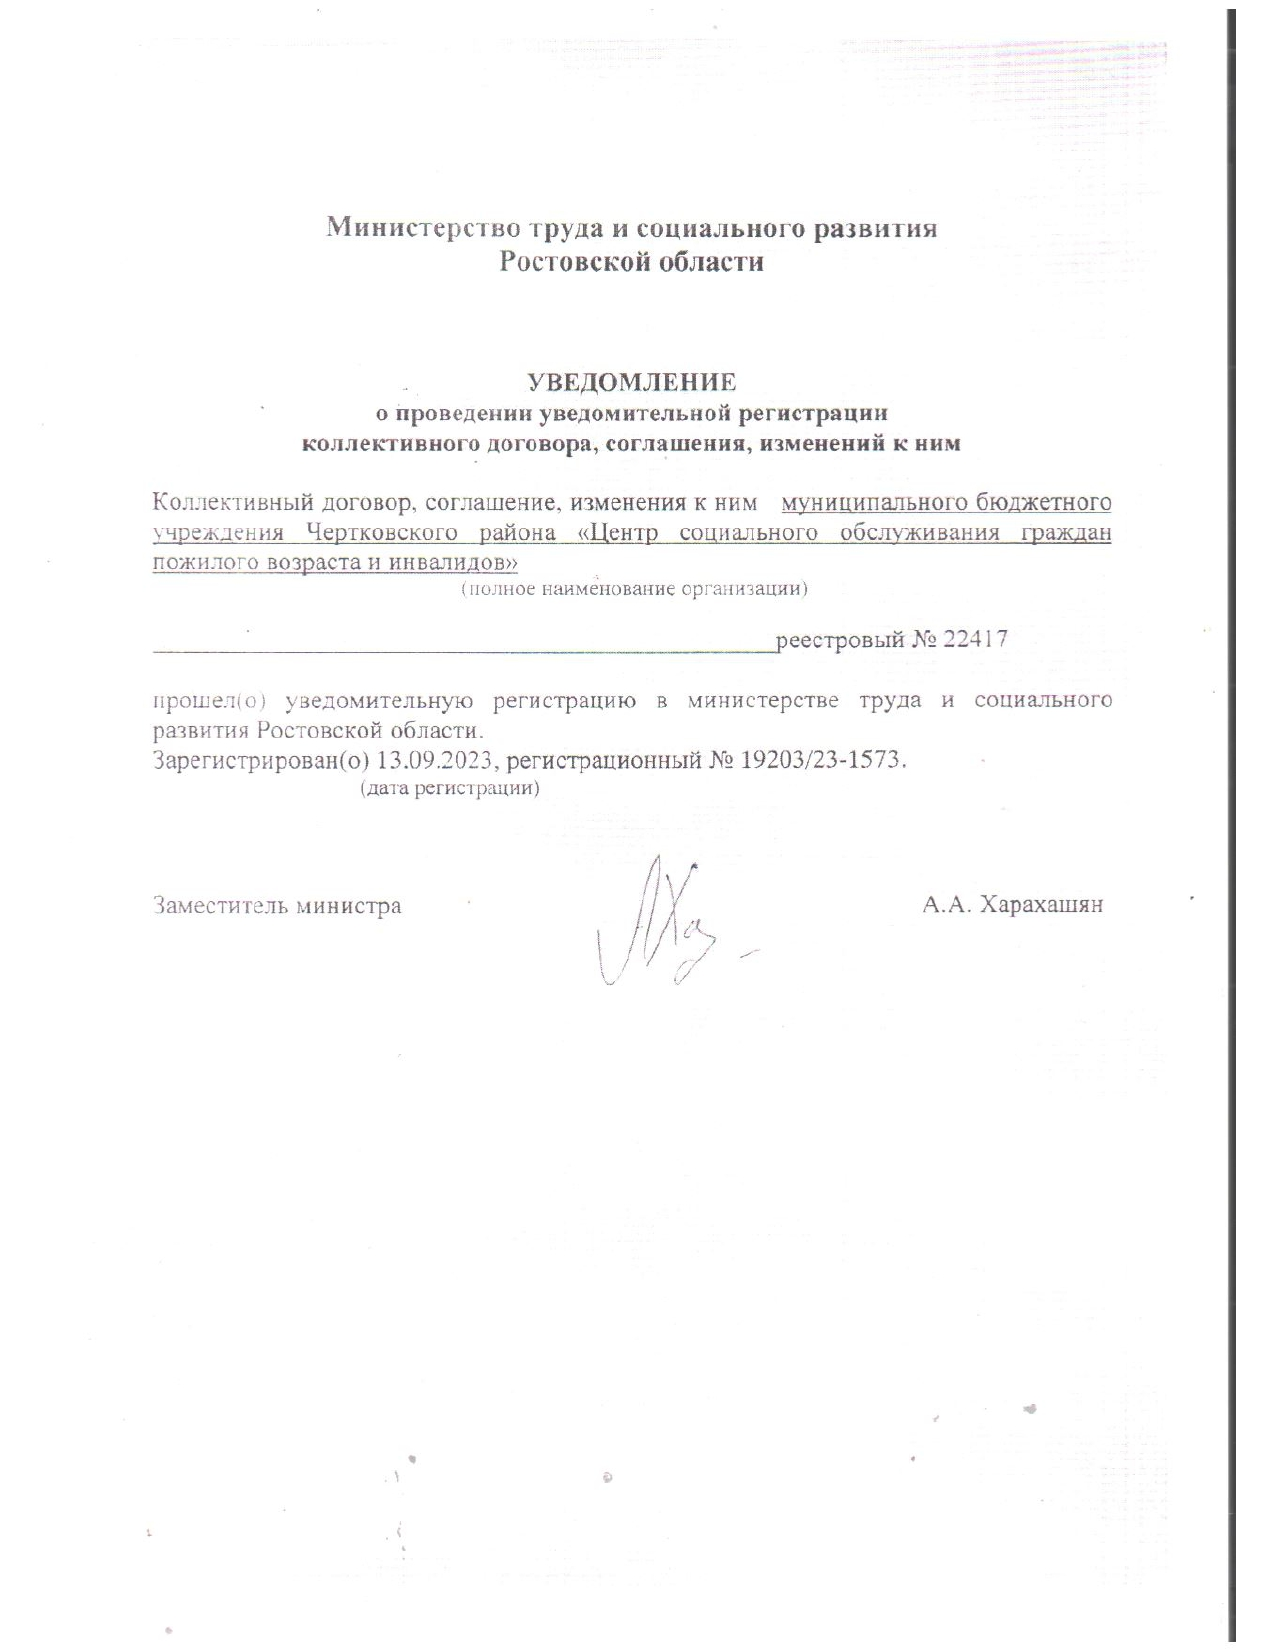 Министерство труда и социального развития
Ростовской области
УВЕДОМЛЕНИЕ
о проведении уведомительной регистрации
коллективного договора, соглашения, изменений к ним
Коллективный договор, соглашение, изменения к ним муниципального бюджетного
учреждения Чертковского района «Центр социального обслуживания граждан
пожилого возраста и инвалидов»
(полное наименование организации)
реестровый № 22417
прошел(о) уведомительную регистрацию в министерстве труда и социального
развития Ростовской области.
Зарегистрирован(о) 13.09.2023, регистрационный № 19203/23-1573.
(дата регистрации)
Заместитель министра А.А. Харахашян